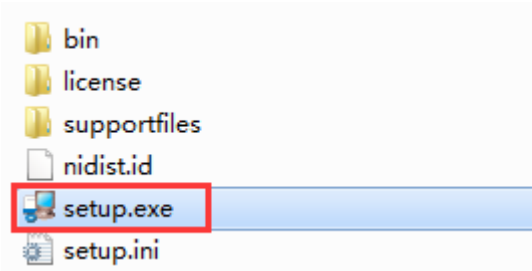 bin
license
supportfiles
nidist.id
setup.exe
setup.ini